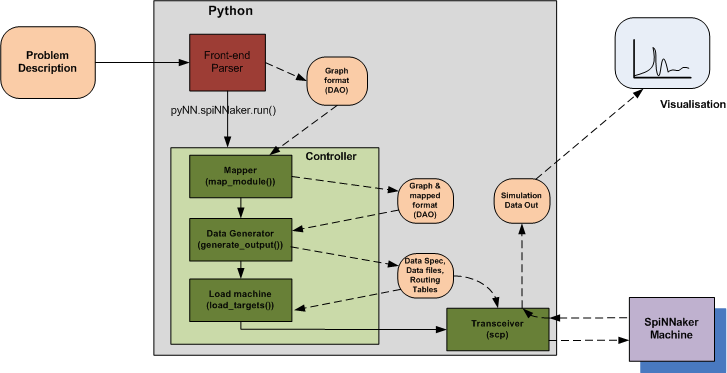 Python
Problem
Description
Front-end
Parser
Graph
format
(DAO)
Visualisation
pyNN.spiNNaker.run()
Controller
Mapper
(map_module())
Graph &
mapped
format
(DAO)
Simulation
Data Out
Data Generator
(generate_output())
Data Spec,
Data files,
Routing
Tables
Load machine
(load_targets())
Transceiver
(scp)
SpiNNaker
Machine